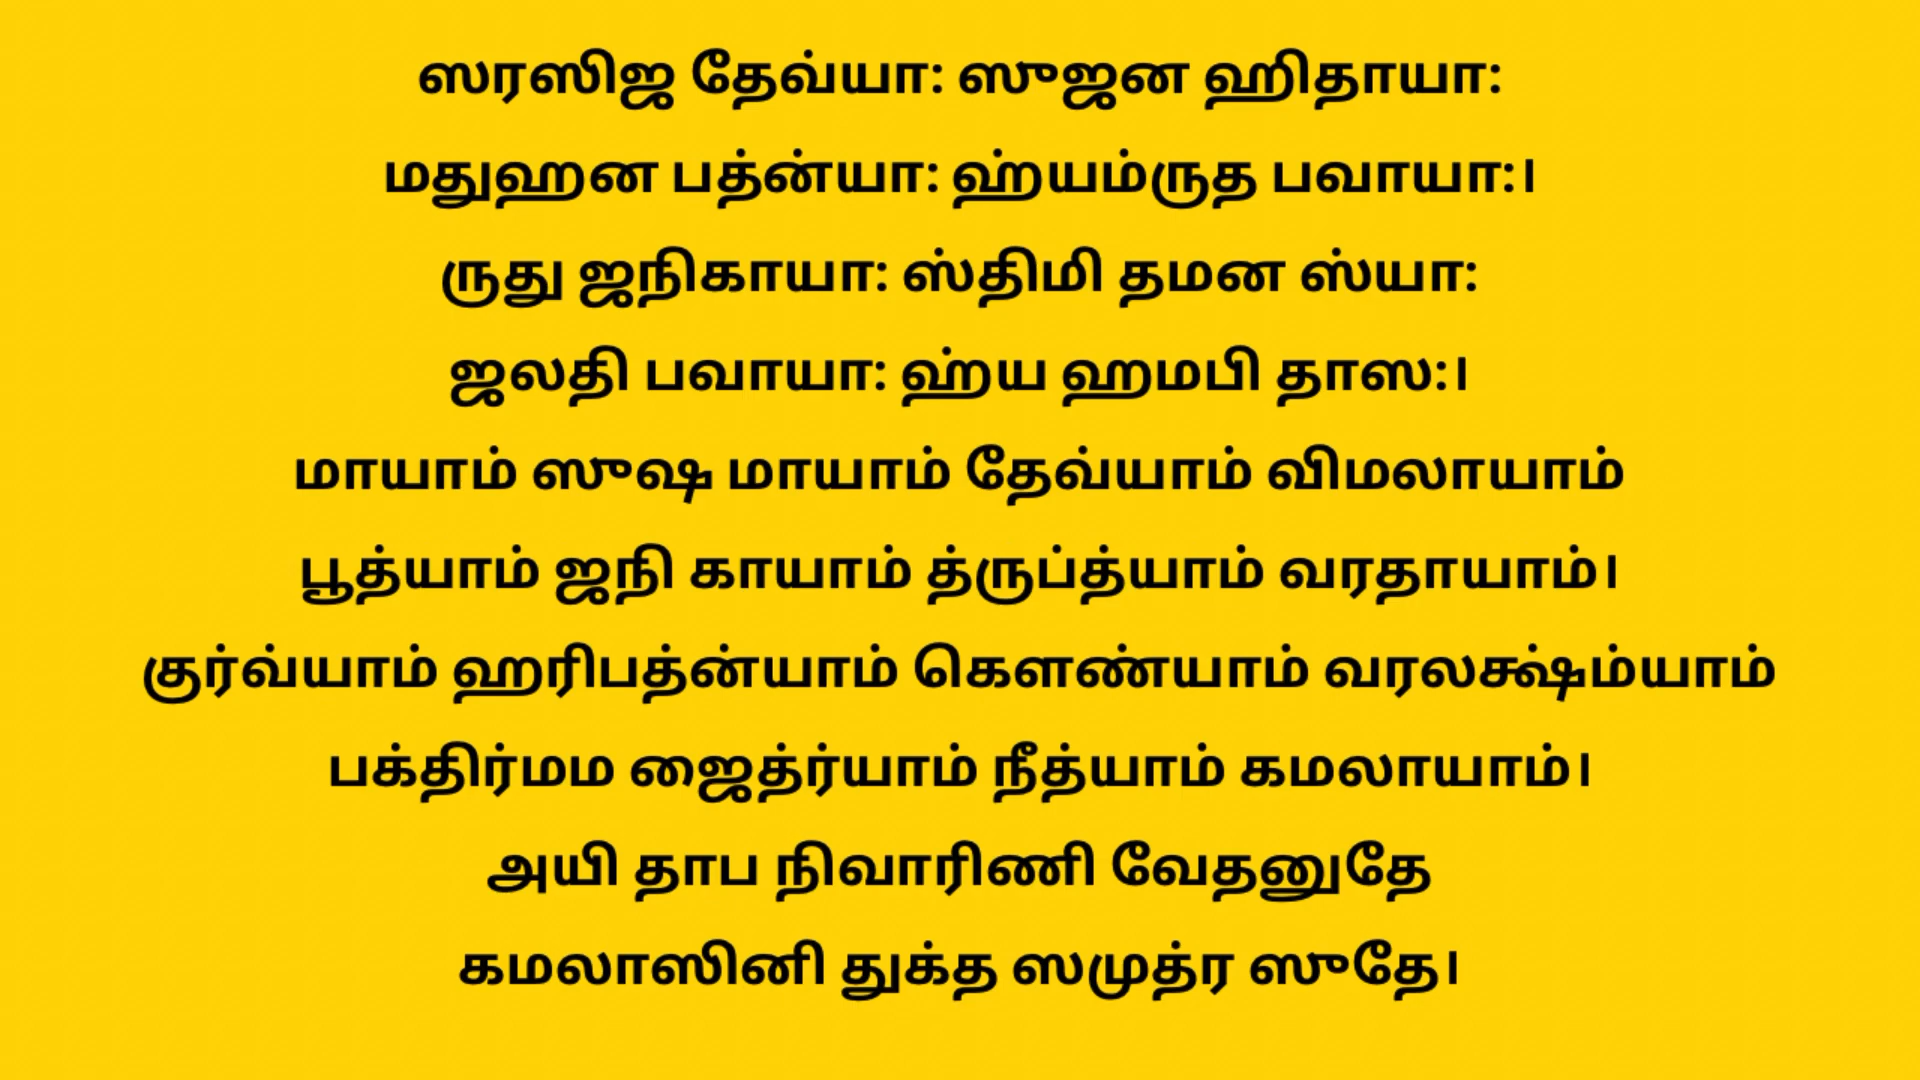 ஸரஸிஜ தேவ்யா: ஸுஜன ஹிதாயா:
மதுஹன பத்ன்யா: ஹ்யம்ருத பவாயா:।
ருது ஜநிகாயா: ஸ்திமி தமன ஸ்யா:
ஜலதி பவாயா: ஹ்ய ஹமபி தாஸ:।
மாயாம் ஸுஷ மாயாம் தேவ்யாம் விமலாயாம்
பூத்யாம் ஜநி காயாம் த்ருப்த்யாம் வரதாயாம்।
குர்வ்யாம் ஹரிபத்ன்யாம் கௌண்யாம் வரலக்ஷ்ம்யாம்
பக்திர்மம ஜைத்ர்யாம் நீத்யாம் கமலாயாம்।
அயி தாப நிவாரிணி வேதனுதே
கமலாஸினி துக்த ஸமுத்ர ஸுதே।